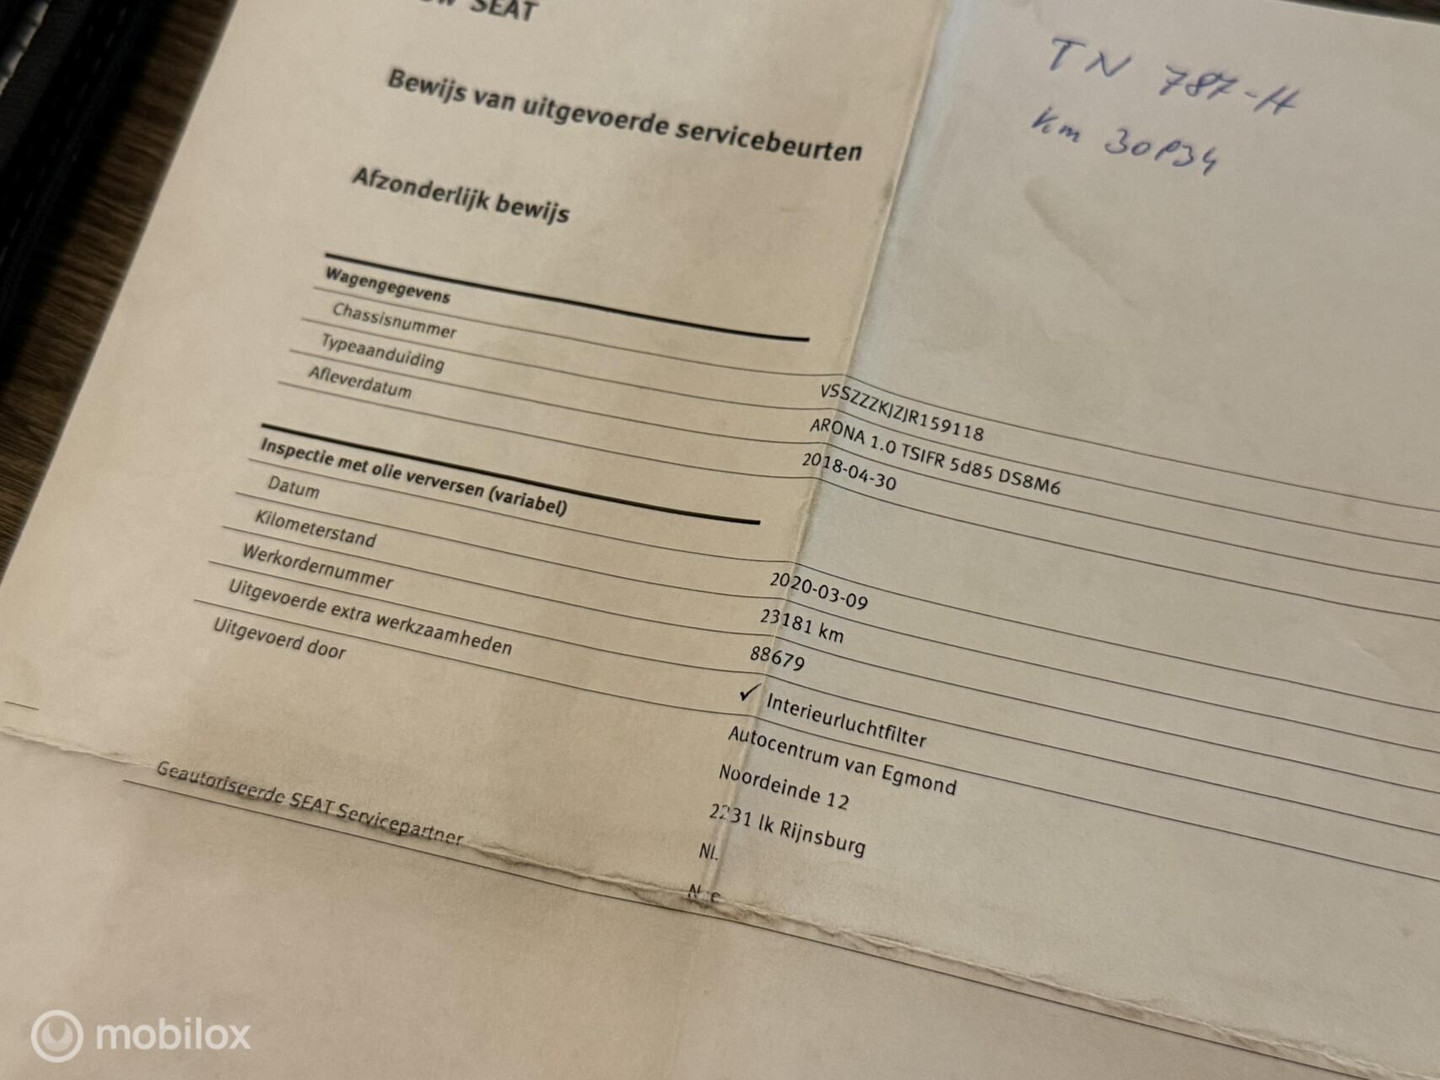 SEAT
TN 787-H
Km 30834
Bewijs van uitgevoerde servicebeurten
Afzonderlijk bewijs
Wagengegevens
Chassisnummer VSSZZZKJZJR159118
Typeaanduiding ARONA 1.0 TSIFR 5d85 DS8M6
Afleverdatum 2018-04-30
Inspectie met olie verversen (variabel)
Datum 2020-03-09
Kilometerstand 23181 km
Werkordernummer 88679
Uitgevoerde extra werkzaamheden ✓ Interieurluchtfilter
Uitgevoerd door Autocentrum van Egmond
Noordeinde 12
2231 lk Rijnsburg
NL
Geautoriseerde SEAT Servicepartner
mobilox